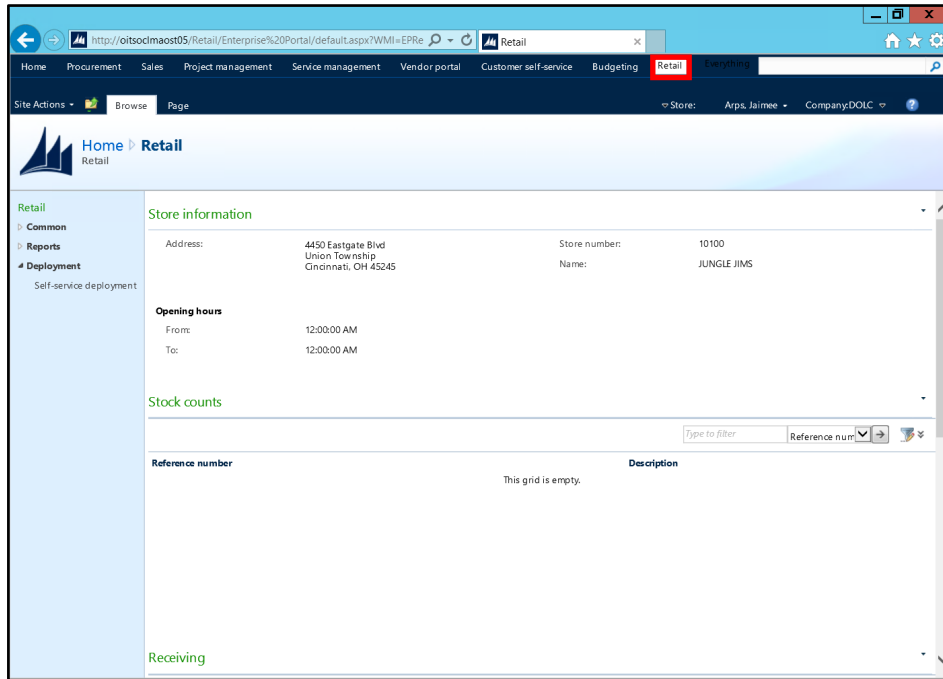 http://oitsoclmaost05/Retail/Enterprise%20Portal/default.aspx?WMI=EPRe
Retail
Home Procurement Sales Project management Service management Vendor portal Customer self-service Budgeting Retail Everything
Site Actions Browse Page Store: Arps, Jaimee Company:DOLC
Home Retail
Retail
Retail
Common
Reports
Deployment
Self-service deployment
Store information
Address: 4450 Eastgate Blvd Store number: 10100
Union Township
Cincinnati, OH 45245
Name: JUNGLE JIMS
Opening hours
From: 12:00:00 AM
To: 12:00:00 AM
Stock counts
Type to filter Reference num
Reference number Description
This grid is empty.
Receiving